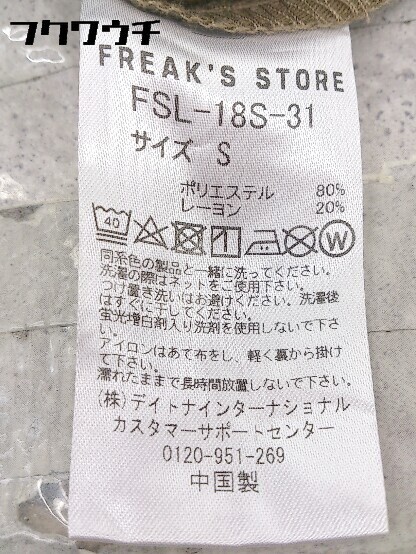 フクワウチ
FREAK'S STORE
FSL-18S-31
サイズ S
ポリエステル 80%
レーヨン 20%
40 W
同系色の製品と一緒に洗ってください。
洗濯の際はネットをご使用下さい。
つけ置き洗いはお避けください。洗濯後
はすぐに干してください。
蛍光増白剤入り洗剤を使用しないで下さ
い。
アイロンはあて布をし、軽く裏から掛け
て下さい。
濡れたままで長時間放置しないで下さい。
(株)デイトナインターナショナル
カスタマーサポートセンター
0120-951-269
中国製